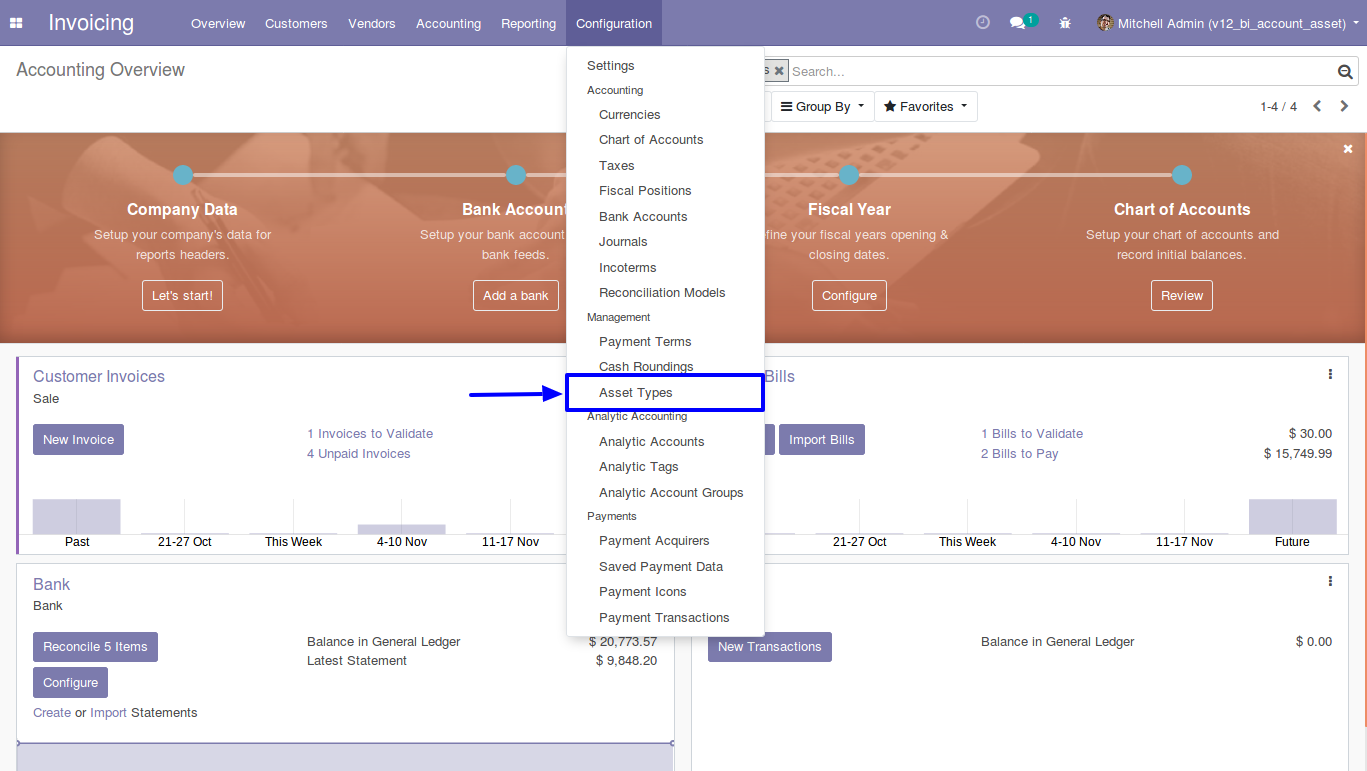 Invoicing
Overview Customers Vendors Accounting Reporting Configuration
1
Mitchell Admin (v12_bi_account_asset)
Accounting Overview
Search...
Group By
Favorites
1-4 / 4
Settings
Accounting
Currencies
Chart of Accounts
Taxes
Fiscal Positions
Bank Accounts
Journals
Incoterms
Reconciliation Models
Management
Payment Terms
Cash Roundings
Asset Types
Analytic Accounting
Analytic Accounts
Analytic Tags
Analytic Account Groups
Payments
Payment Acquirers
Saved Payment Data
Payment Icons
Payment Transactions
Company Data
Setup your company's data for
reports headers.
Let's start!
Bank Account
Setup your bank account
bank feeds.
Add a bank
Fiscal Year
fine your fiscal years opening &
closing dates.
Configure
Chart of Accounts
Setup your chart of accounts and
record initial balances.
Review
Customer Invoices
Sale
New Invoice
1 Invoices to Validate
4 Unpaid Invoices
Past 21-27 Oct This Week 4-10 Nov 11-17 Nov
Bills
Import Bills
1 Bills to Validate $ 30.00
2 Bills to Pay $ 15,749.99
21-27 Oct This Week 4-10 Nov 11-17 Nov Future
Bank
Bank
Reconcile 5 Items
Configure
Create or Import Statements
Balance in General Ledger $ 20,773.57
Latest Statement $ 9,848.20
New Transactions
Balance in General Ledger $ 0.00